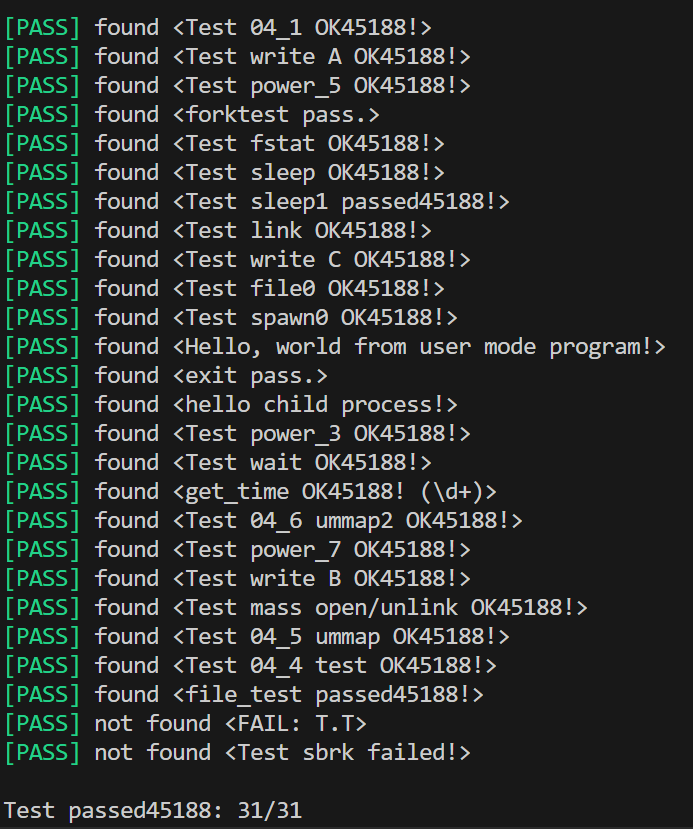 [PASS] found <Test 04_1 OK45188!>
[PASS] found <Test write A OK45188!>
[PASS] found <Test power_5 OK45188!>
[PASS] found <forktest pass.>
[PASS] found <Test fstat OK45188!>
[PASS] found <Test sleep OK45188!>
[PASS] found <Test sleep1 passed45188!>
[PASS] found <Test link OK45188!>
[PASS] found <Test write C OK45188!>
[PASS] found <Test file0 OK45188!>
[PASS] found <Test spawn0 OK45188!>
[PASS] found <Hello, world from user mode program!>
[PASS] found <exit pass.>
[PASS] found <hello child process!>
[PASS] found <Test power_3 OK45188!>
[PASS] found <Test wait OK45188!>
[PASS] found <get_time OK45188! (\d+)>
[PASS] found <Test 04_6 ummap2 OK45188!>
[PASS] found <Test power_7 OK45188!>
[PASS] found <Test write B OK45188!>
[PASS] found <Test mass open/unlink OK45188!>
[PASS] found <Test 04_5 ummap OK45188!>
[PASS] found <Test 04_4 test OK45188!>
[PASS] found <file_test passed45188!>
[PASS] not found <FAIL: T.T>
[PASS] not found <Test sbrk failed!>
Test passed45188: 31/31